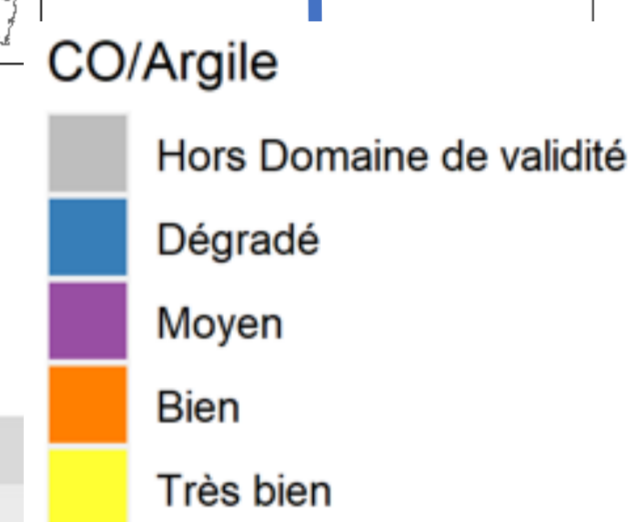 CO/Argile
Hors Domaine de validité
Dégradé
Moyen
Bien
Très bien